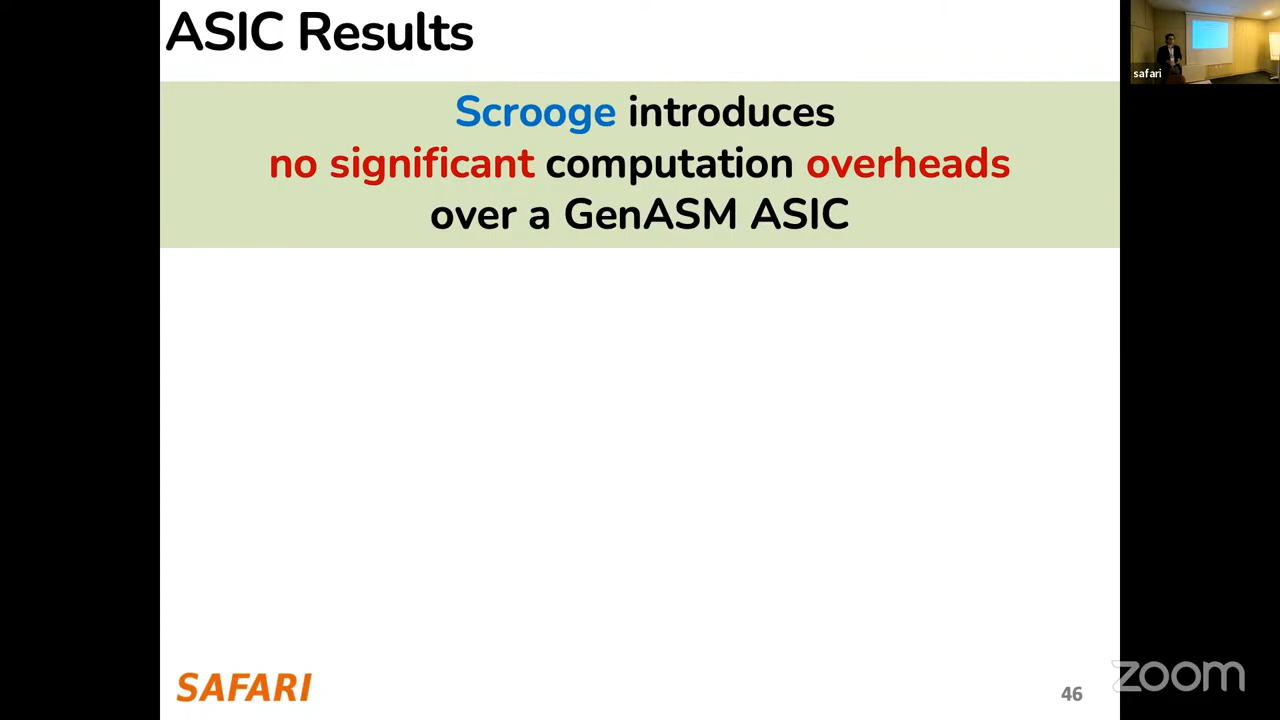 ASIC Results
Scrooge introduces
no significant computation overheads
over a GenASM ASIC
safari
SAFARI
46
zoom